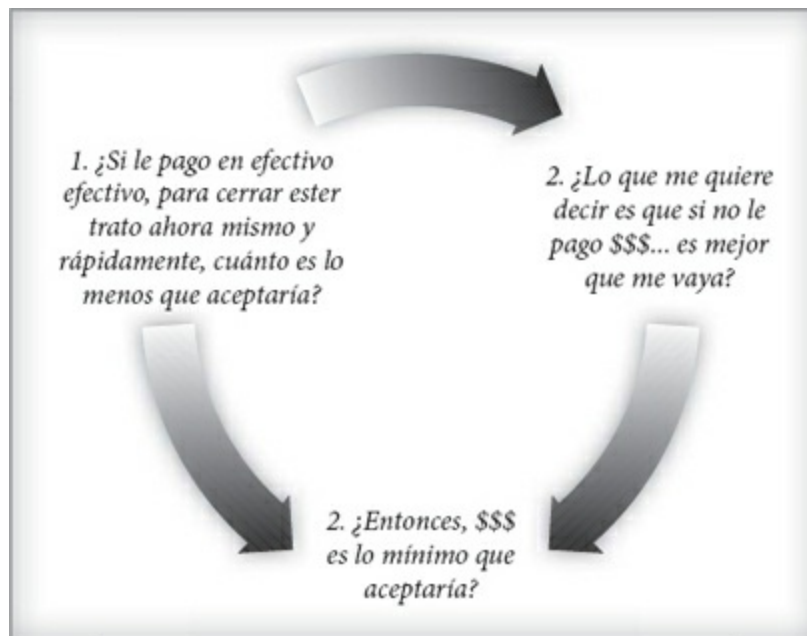 1. ¿Si le pago en efectivo
efectivo, para cerrar ester
trato ahora mismo y
rápidamente, cuánto es lo
menos que aceptaría?
2. ¿Lo que me quiere
decir es que si no le
pago $$$... es mejor
que me vaya?
2. ¿Entonces, $$$
es lo mínimo que
aceptaría?